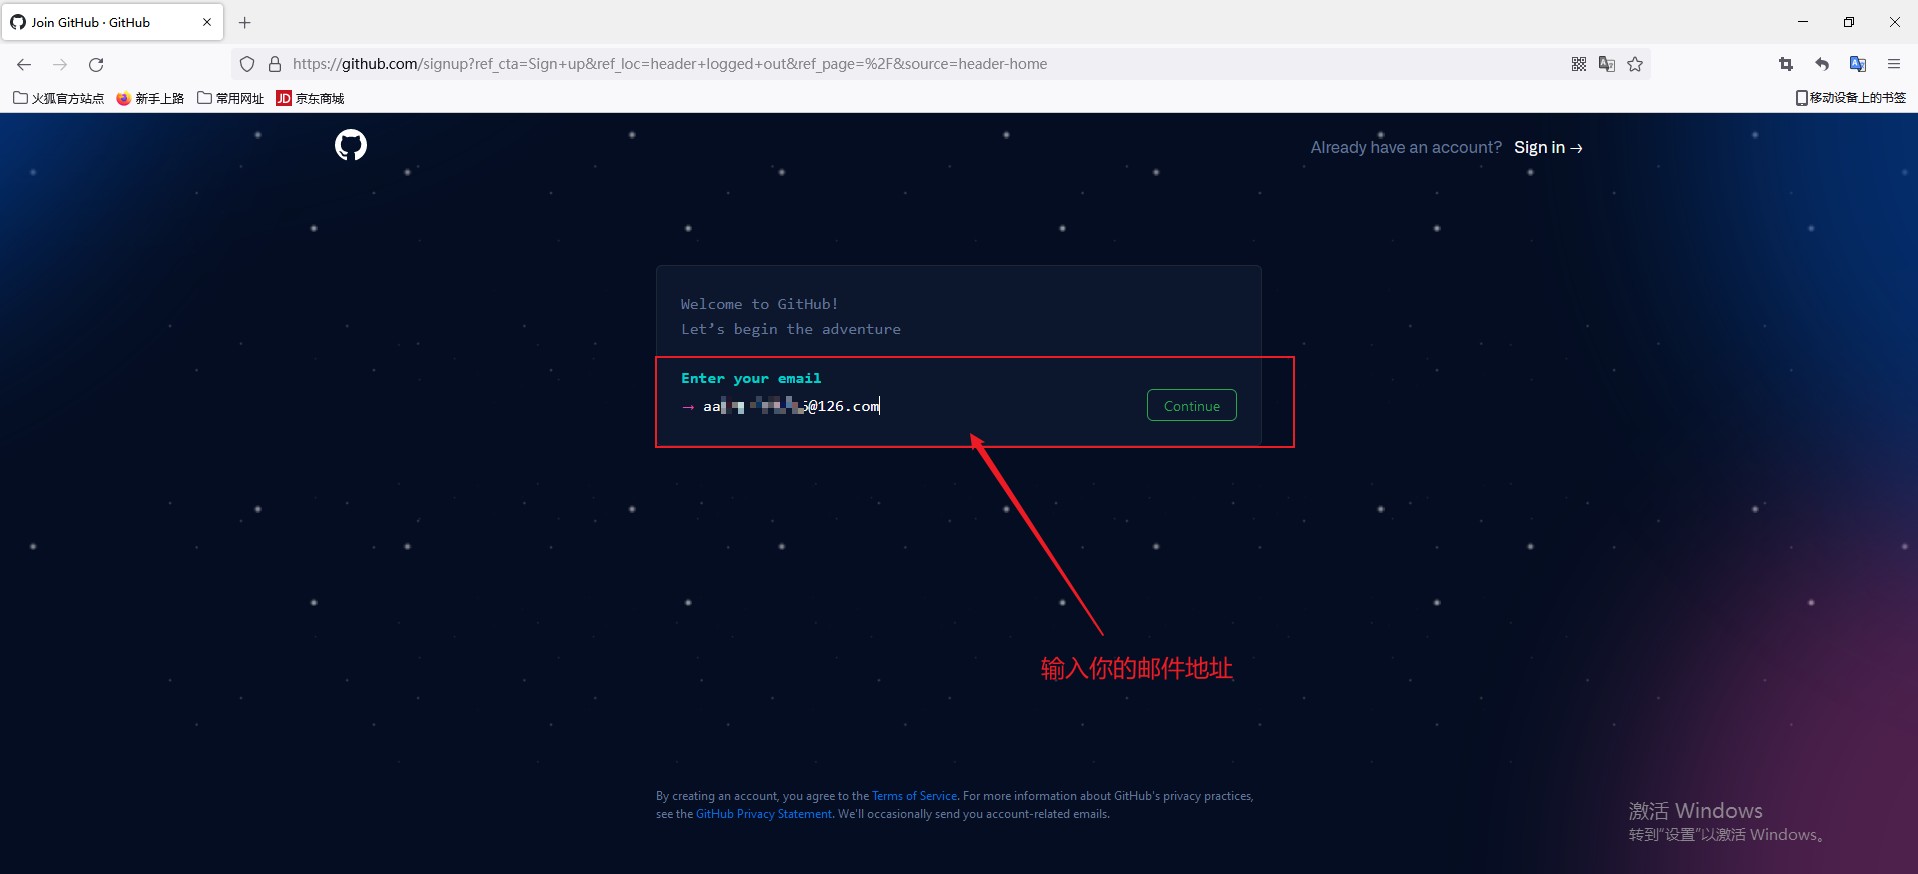 Join GitHub · GitHub
https://github.com/signup?ref_cta=Sign+up&ref_loc=header+logged+out&ref_page=%2F&source=header-home
火狐官方站点 新手上路 常用网址 JD 京东商城 移动设备上的书签
Already have an account? Sign in →
Welcome to GitHub!
Let’s begin the adventure
Enter your email
→ aa 5@126.com Continue
输入你的邮件地址
By creating an account, you agree to the Terms of Service. For more information about GitHub's privacy practices,
see the GitHub Privacy Statement. We'll occasionally send you account-related emails.
激活 Windows
转到“设置”以激活 Windows。